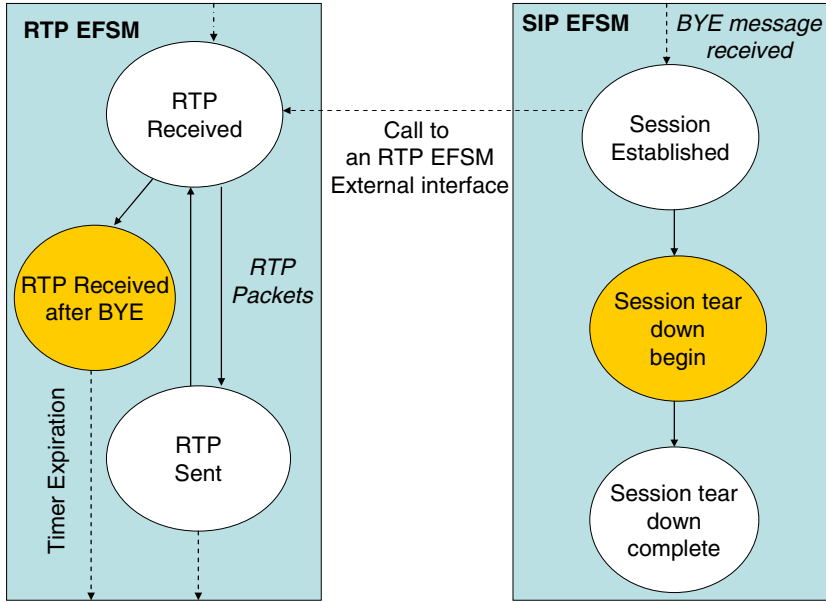 RTP EFSM
RTP
Received
RTP Received
after BYE
RTP
Packets
Timer Expiration
RTP
Sent
Call to
an RTP EFSM
External interface
SIP EFSM
BYE message
received
Session
Established
Session tear
down
begin
Session tear
down
complete